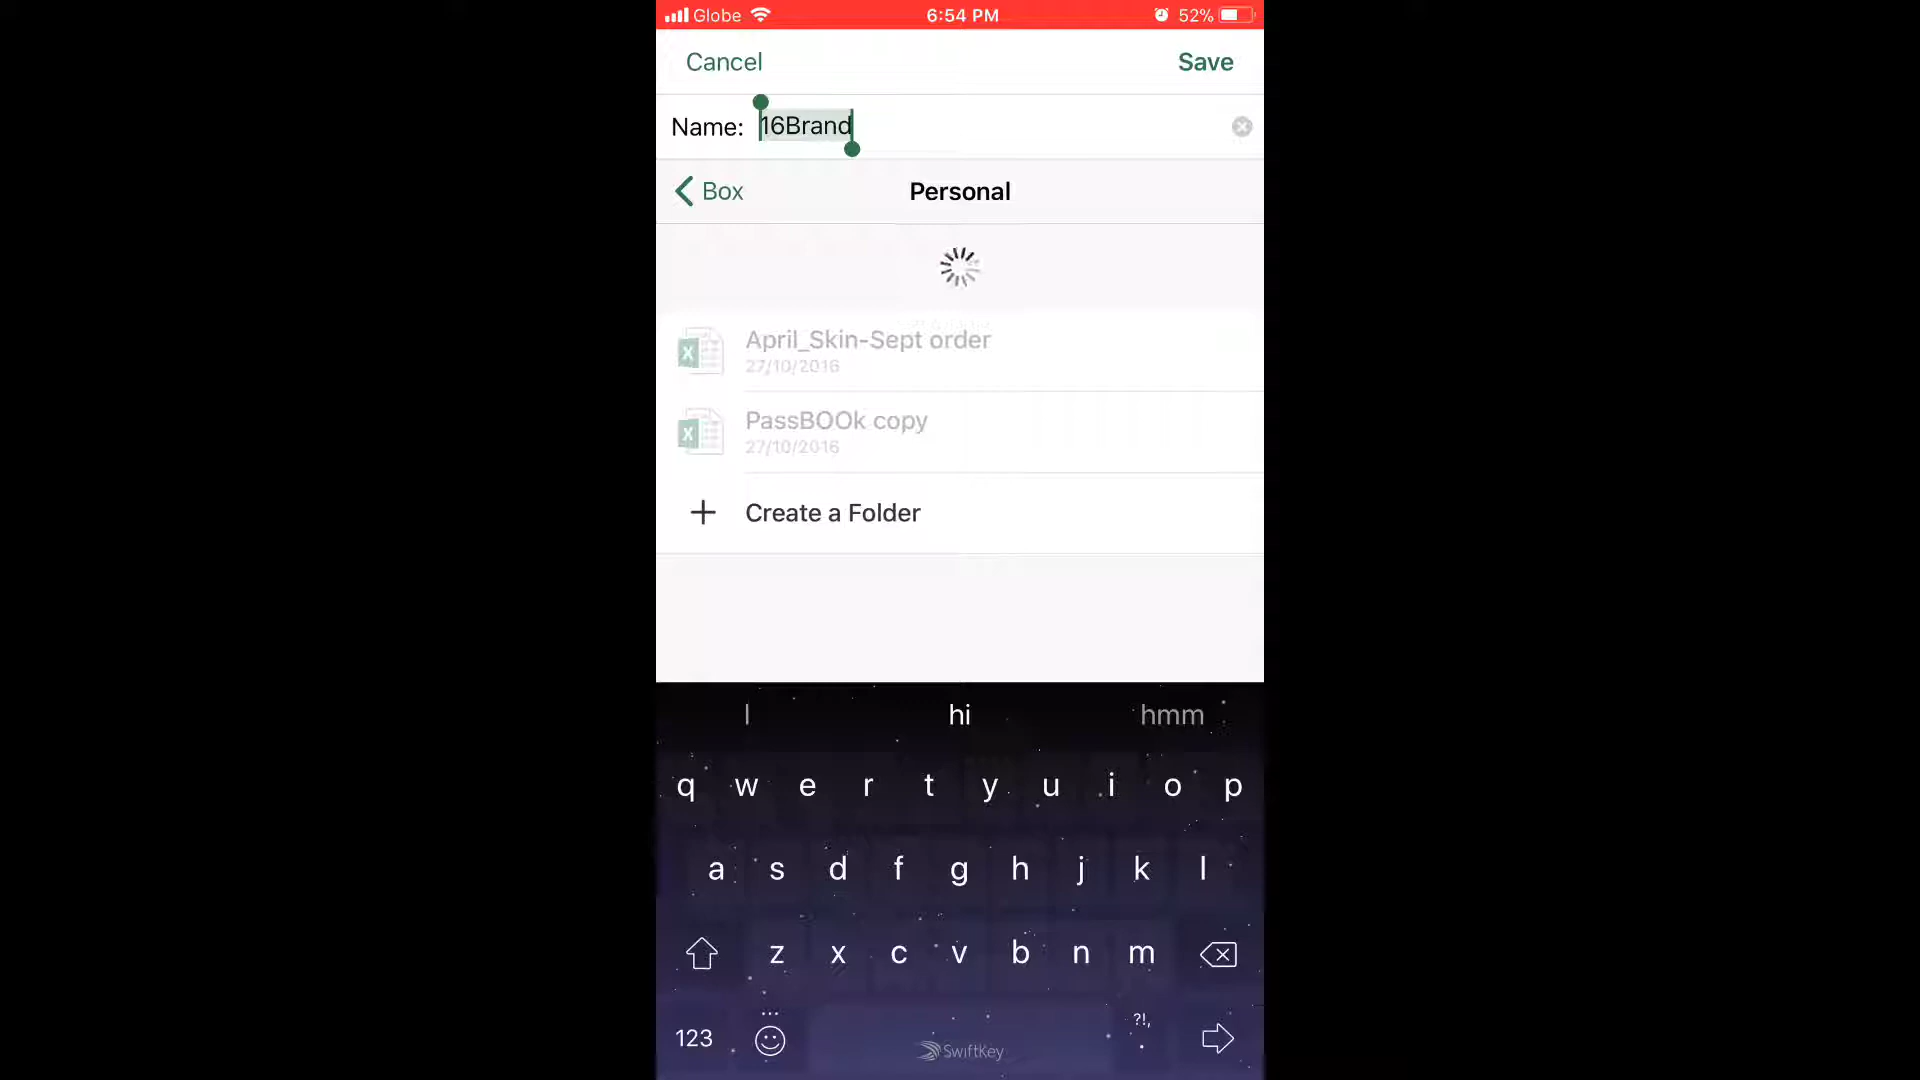 Globe 6:54 PM 52%
Cancel Save
Name: 16Brand
Box Personal
April_Skin-Sept order
27/10/2016
PassBOOk copy
27/10/2016
+ Create a Folder
I hi hmm
q w e r t y u i o p
a s d f g h j k l
z x c v b n m
123 ... SwiftKey ?!, .